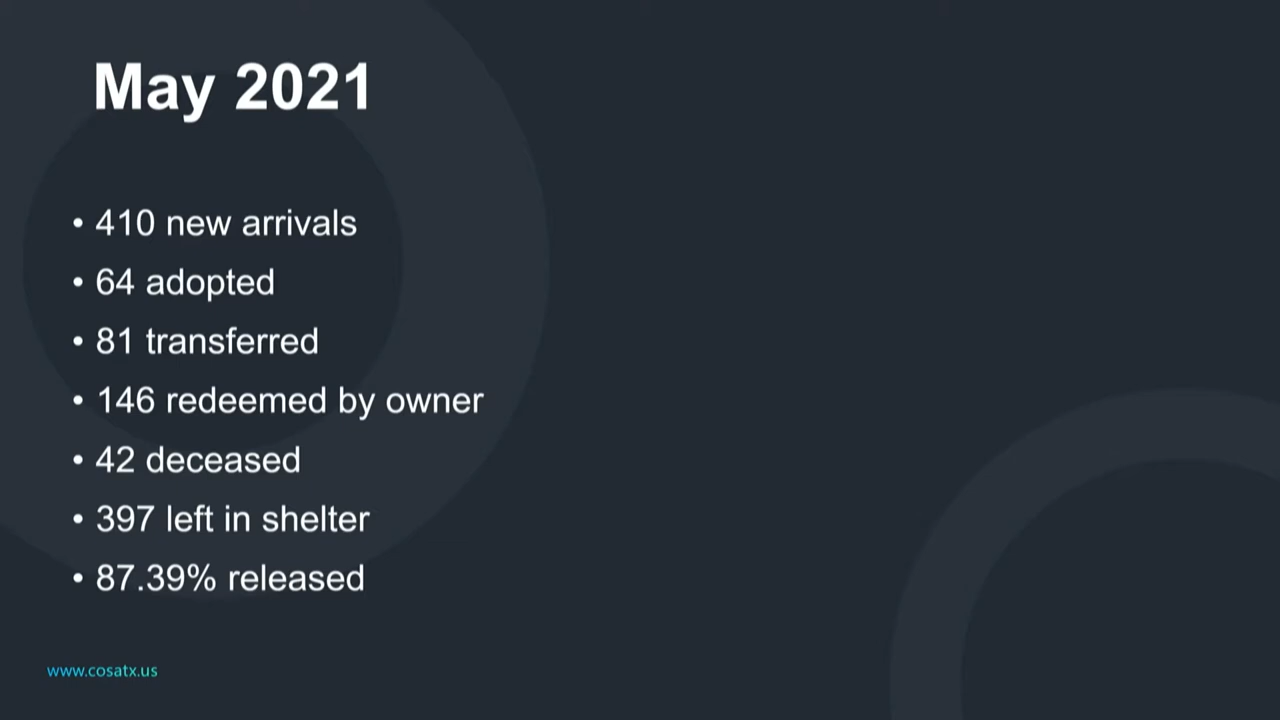 May 2021
• 410 new arrivals
• 64 adopted
• 81 transferred
• 146 redeemed by owner
• 42 deceased
• 397 left in shelter
• 87.39% released
www.cosatx.us